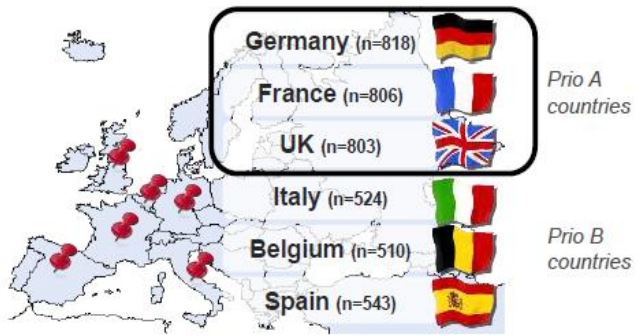 Germany (n=818)
France (n=806)
UK (n=803)
Prio A
countries
Italy (n=524)
Belgium (n=510)
Spain (n=543)
Prio B
countries